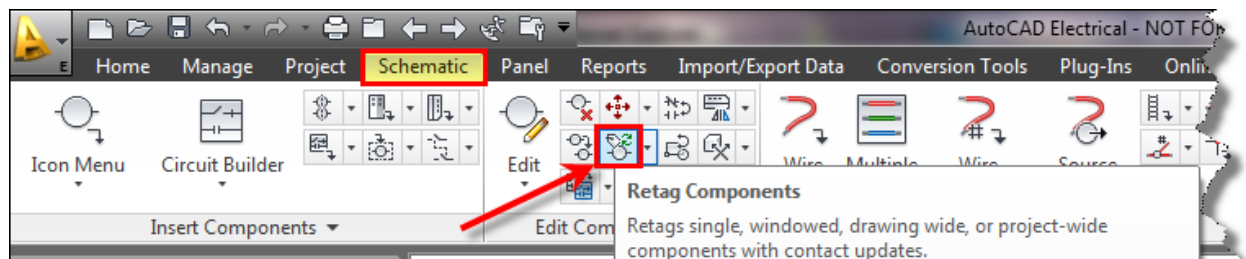 AutoCAD Electrical - NOT FO
E Home Manage Project Schematic Panel Reports Import/Export Data Conversion Tools Plug-Ins Onlin
Icon Menu Circuit Builder Edit Wire Multiple Wire Source
Insert Components Edit Com
Retag Components
Retags single, windowed, drawing wide, or project-wide
components with contact updates.